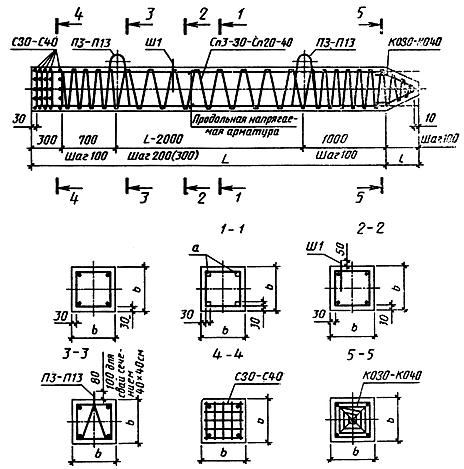 4 3 2 1 5
С30-С40 П3-П13 Ш1 Сп3-30-Сп20-40 П3-П13 К030-К040
30 Продольная напрягае- 10
мая арматура
300 700 L-2000 1000 Шаг 100
Шаг 100 Шаг 200(300) Шаг 100
L l
4 3 2 1 5
1-1 2-2
а Ш1 50
b b b
30 30 30 30 30 30
b b b
3-3 4-4 5-5
П3-П13 80
100 для
свай сече-
нием
40×40 см
С30-С40 К030-К040
b b b
b b b